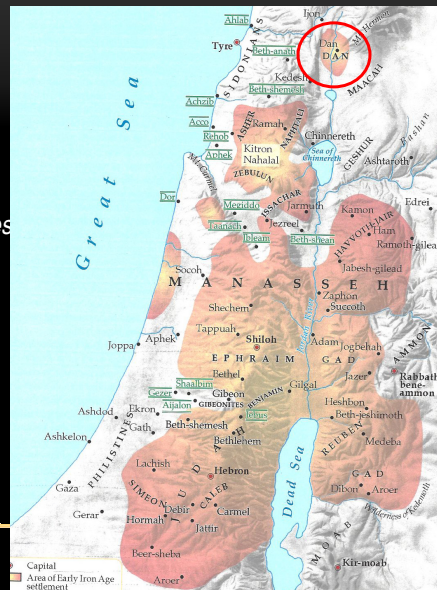 Ijon
Mt. Hermon
Ahlab
Tyre
Dan
DAN
Beth-anath
SIDONIANS
Kedesh
MAACAH
Beth-shemesh
Achzib
Acco
ASHER
Ramah
NAPHTALI
Rehob
Chinnereth
Aphek
Kitron
Nahalal
Sea of
Chinnereth
GESHUR
Bashan
Ashtaroth
Mt. Carmel
ZEBULUN
Great Sea
es
Dor
ISSACHAR
Megiddo
Jarmuth
Kamon
Edrei
Taanach
Jezreel
HAVVOTH-JAIR
Ham
Ibleam
Beth-shean
Ramoth-gilea
Jabesh-gilead
Socoh
MANASSEH
Zaphon
Succoth
Shechem
Jordan River
Tappuah
Joppa
Aphek
Shiloh
Adam
Jogbehah
AMMON
EPHRAIM
GAD
Bethel
Jazer
Rabbath
bene-
ammon
Shaalbim
Gezer
Gibeon
BENJAMIN
Gilgal
Aijalon
GIBEONITES
Heshbon
Ashdod
Ekron
Jebus
Beth-jeshimoth
Gath
Beth-shemesh
Ashkelon
Bethlehem
REUBEN
Medeba
PHILISTINES
JUDAH
Lachish
Hebron
Dead Sea
GAD
Gaza
SIMEON
CALEB
Dibon
Aroer
Debir
Carmel
Wilderness of Kedemoth
Gerar
Hormah
Jattir
MOAB
Beer-sheba
Kir-moab
Aroer
Capital
Area of Early Iron Age
settlement